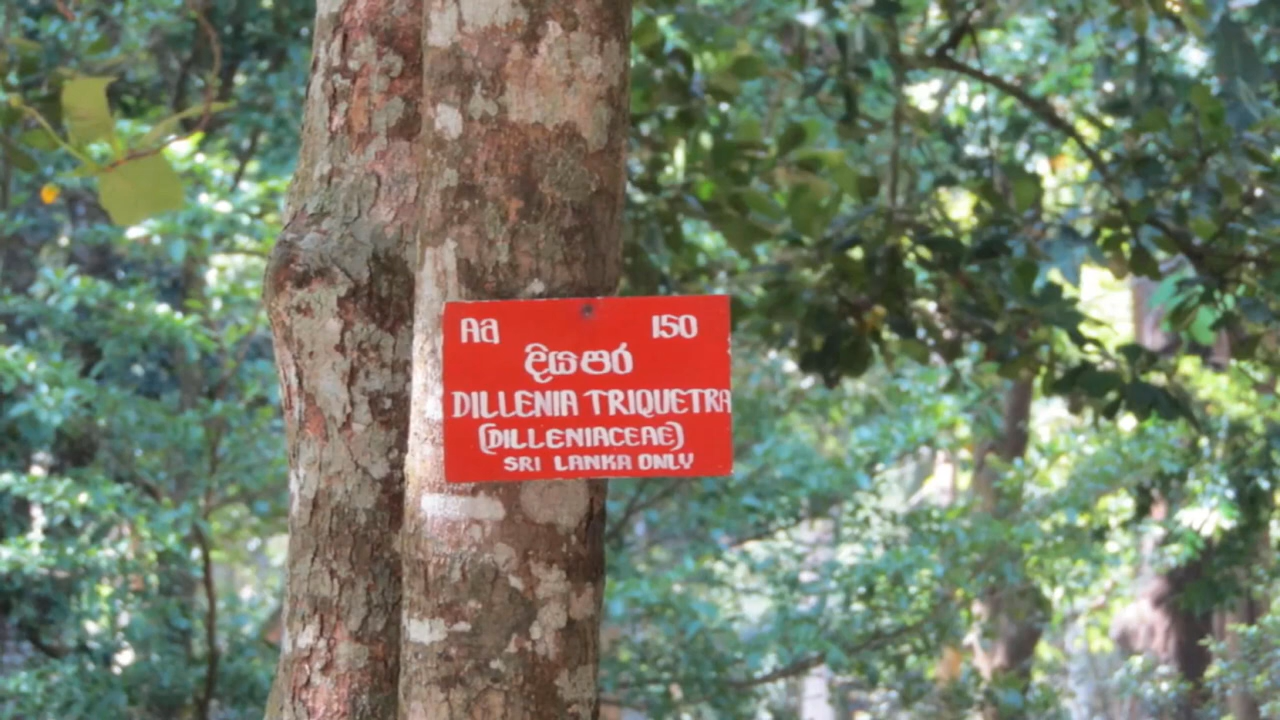 Aa 150
දියපර
DILLENIA TRIQUETRA
(DILLENIACEAE)
SRI LANKA ONLY